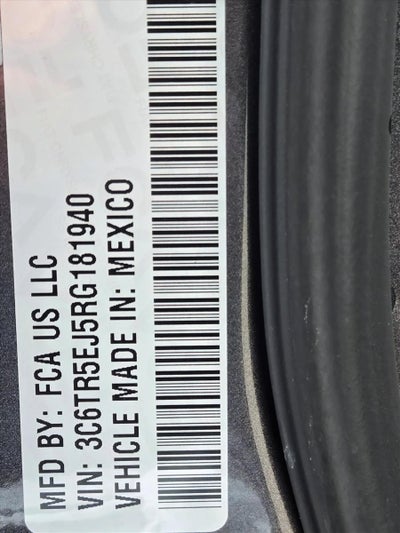 MFD BY: FCA US LLC
VIN: 3C6TR5EJ5RG181940
VEHICLE MADE IN: MEXICO